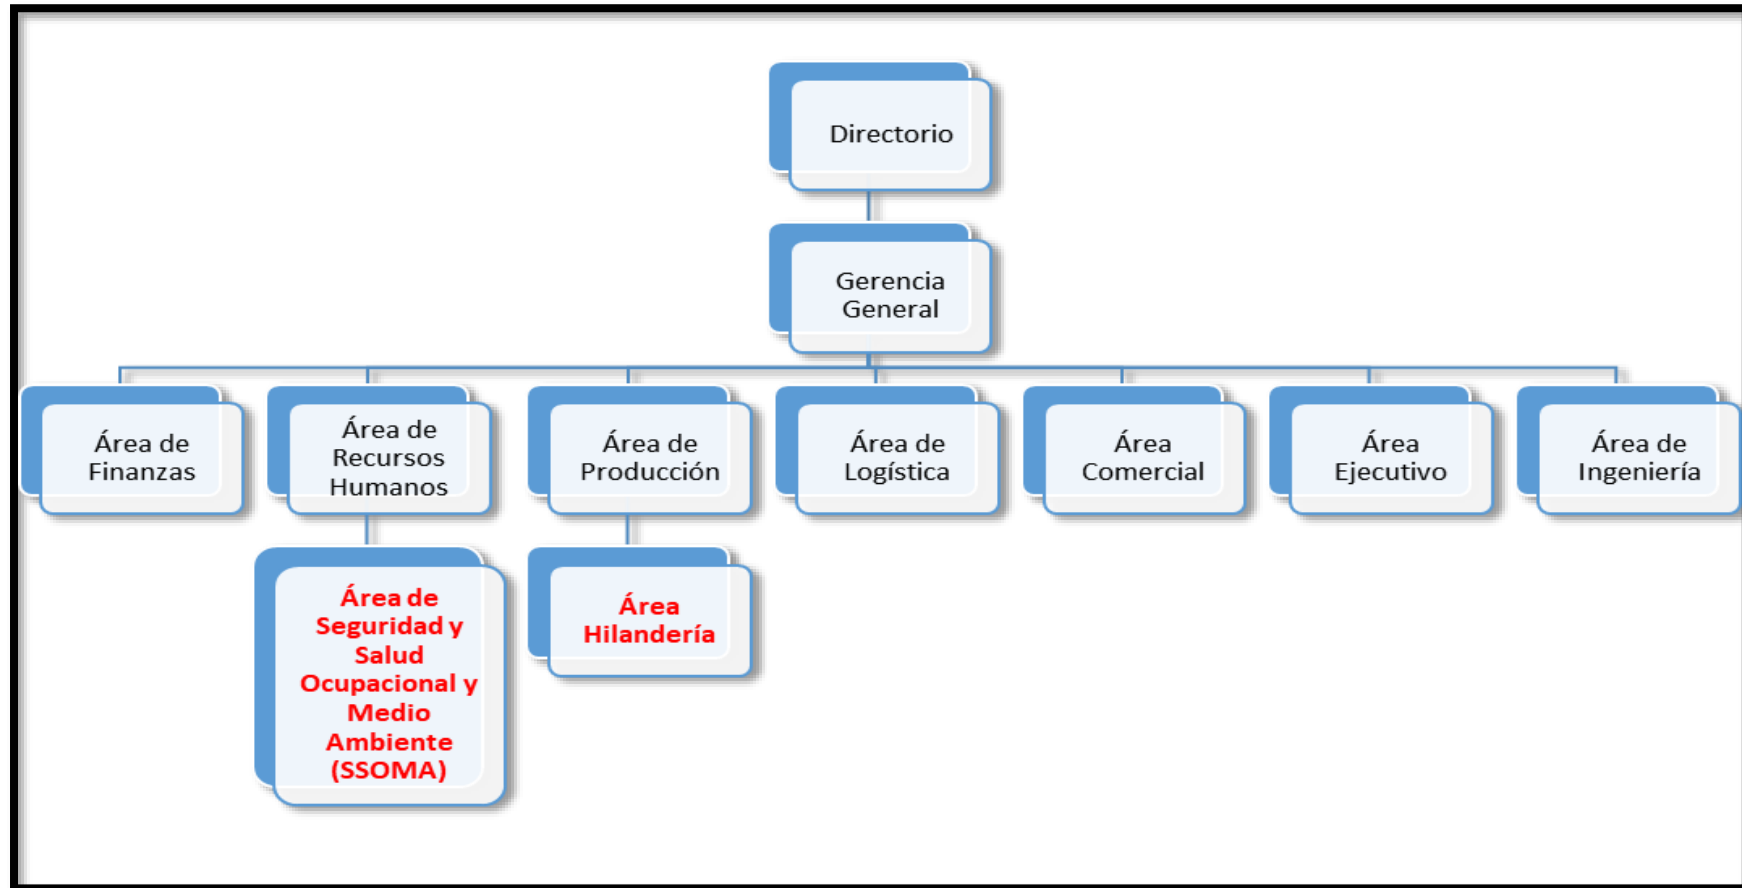 Directorio
Gerencia
General
Área de
Finanzas
Área de
Recursos
Humanos
Área de
Producción
Área de
Logística
Área
Comercial
Área
Ejecutivo
Área de
Ingeniería
Área de
Seguridad y
Salud
Ocupacional y
Medio
Ambiente
(SSOMA)
Área
Hilandería